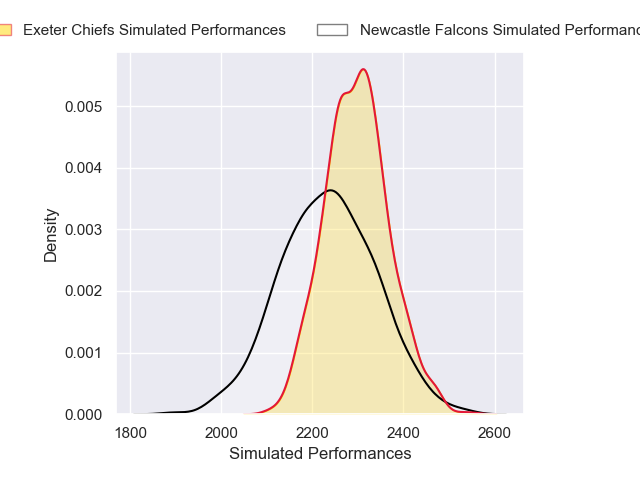 Exeter Chiefs Simulated Performances
Newcastle Falcons Simulated
Density
0.005
0.004
0.003
0.002
0.001
0.000
1800 2000 2200 2400 2600
Simulated Performances